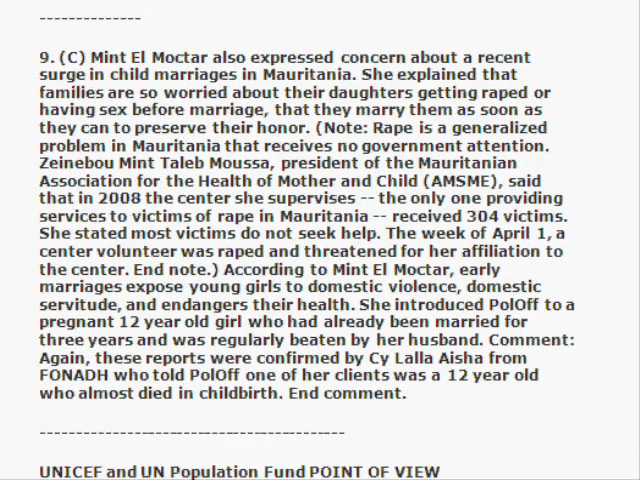 --------------
9. (C) Mint El Moctar also expressed concern about a recent
surge in child marriages in Mauritania. She explained that
families are so worried about their daughters getting raped or
having sex before marriage, that they marry them as soon as
they can to preserve their honor. (Note: Rape is a generalized
problem in Mauritania that receives no government attention.
Zeinebou Mint Taleb Moussa, president of the Mauritanian
Association for the Health of Mother and Child (AMSME), said
that in 2008 the center she supervises -- the only one providing
services to victims of rape in Mauritania -- received 304 victims.
She stated most victims do not seek help. The week of April 1, a
center volunteer was raped and threatened for her affiliation to
the center. End note.) According to Mint El Moctar, early
marriages expose young girls to domestic violence, domestic
servitude, and endangers their health. She introduced PolOff to a
pregnant 12 year old girl who had already been married for
three years and was regularly beaten by her husband. Comment:
Again, these reports were confirmed by Cy Lalla Aisha from
FONADH who told PolOff one of her clients was a 12 year old
who almost died in childbirth. End comment.
------------------------------------------
UNICEF and UN Population Fund POINT OF VIEW